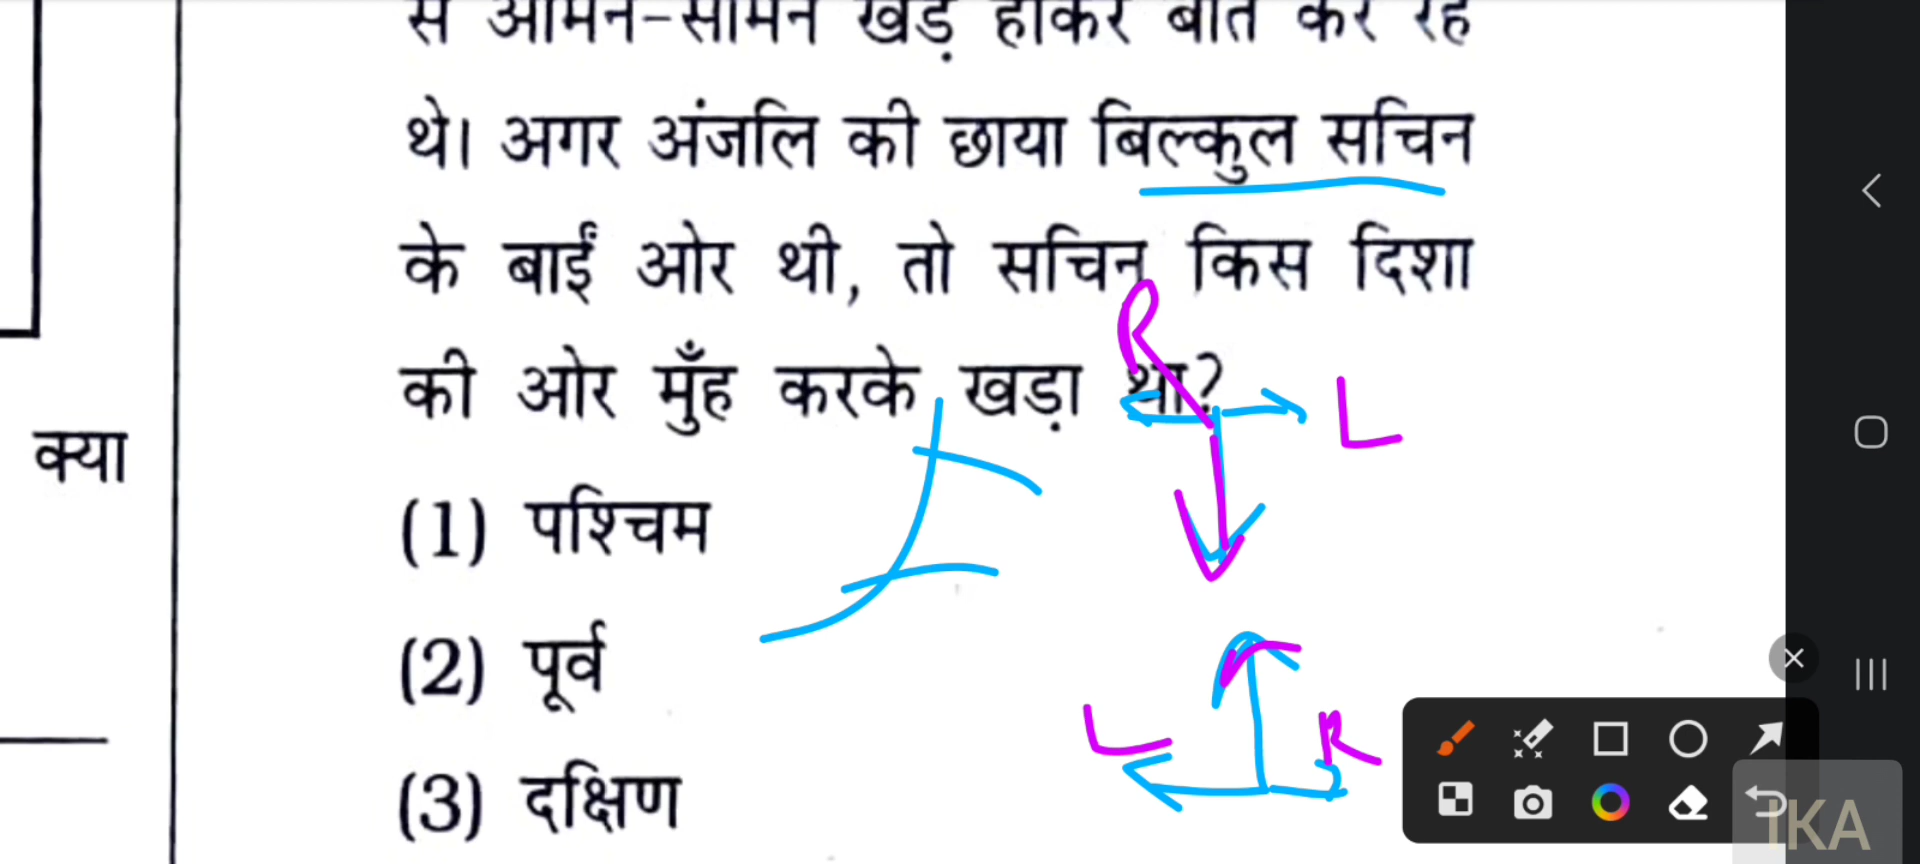 से आमने-सामने खड़े होकर बात कर रहे
थे। अगर अंजलि की छाया बिल्कुल सचिन
के बाईं ओर थी, तो सचिन किस दिशा
की ओर मुँह करके खड़ा था?
क्या
(1) पश्चिम
(2) पूर्व
(3) दक्षिण
R
L
L
R
IKA